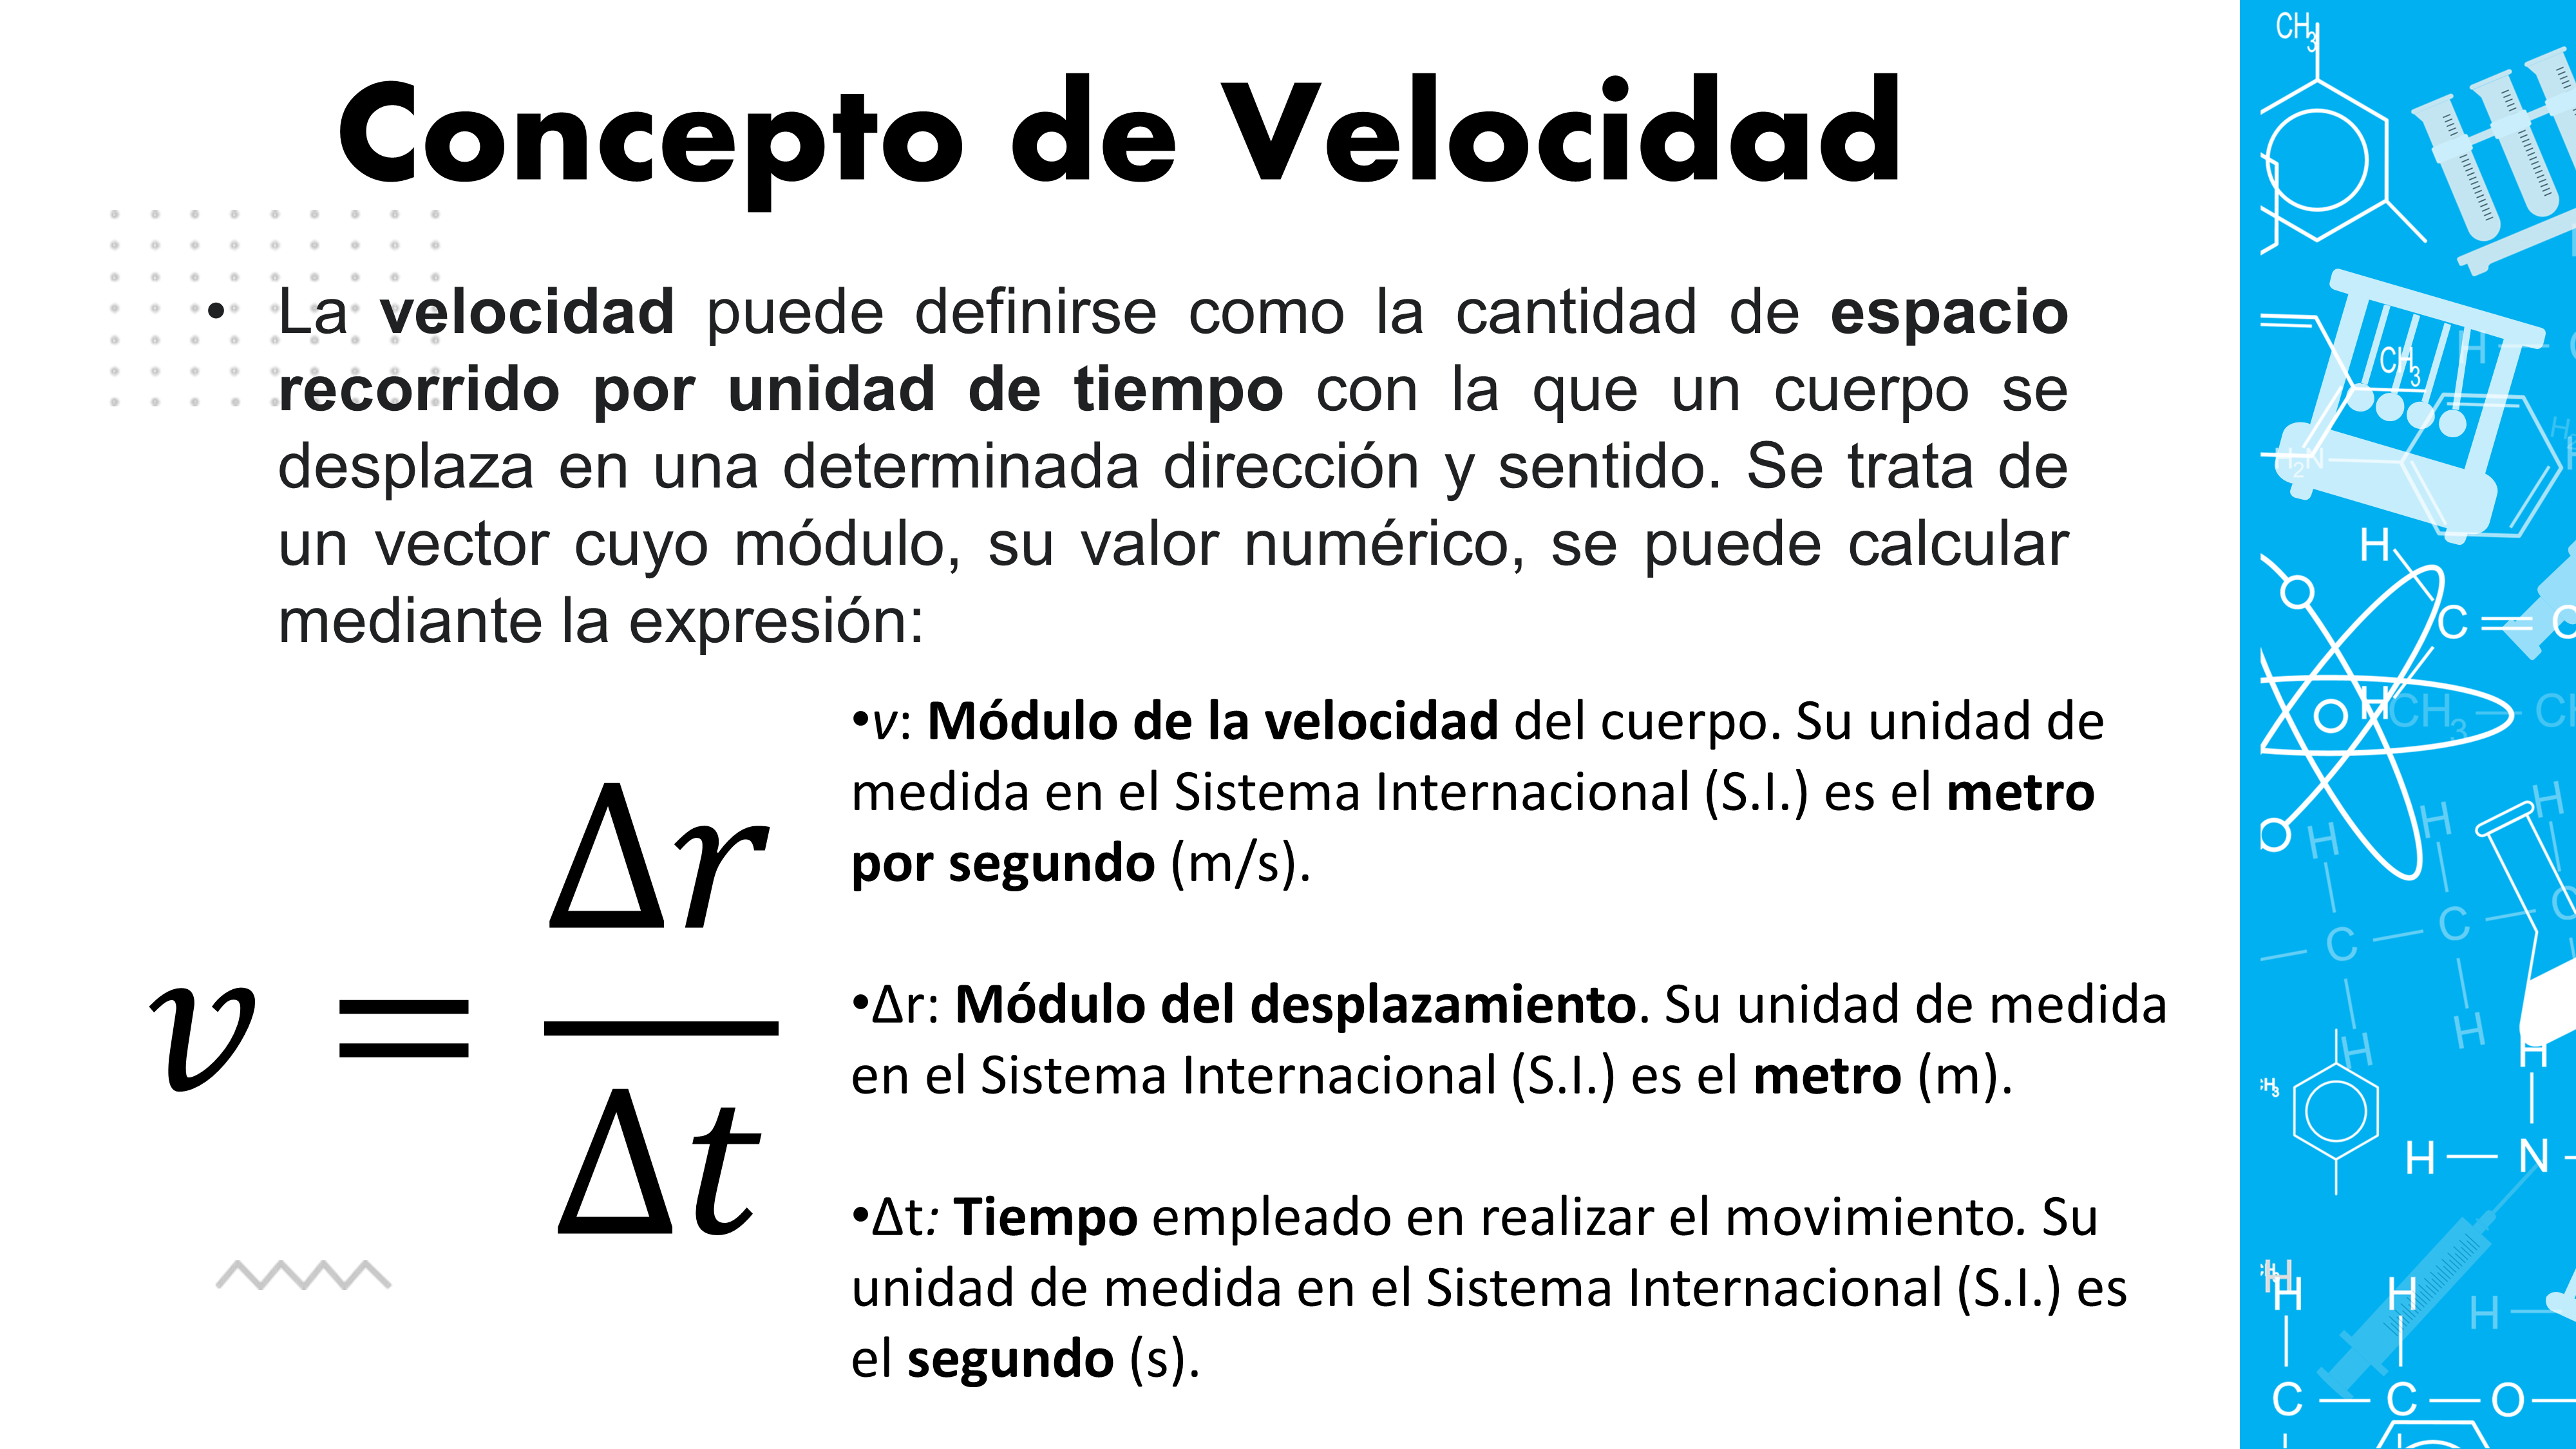 Concepto de Velocidad
• La velocidad puede definirse como la cantidad de espacio
recorrido por unidad de tiempo con la que un cuerpo se
desplaza en una determinada dirección y sentido. Se trata de
un vector cuyo módulo, su valor numérico, se puede calcular
mediante la expresión:
v = Δr / Δt
•v: Módulo de la velocidad del cuerpo. Su unidad de
medida en el Sistema Internacional (S.I.) es el metro
por segundo (m/s).
•Δr: Módulo del desplazamiento. Su unidad de medida
en el Sistema Internacional (S.I.) es el metro (m).
•Δt: Tiempo empleado en realizar el movimiento. Su
unidad de medida en el Sistema Internacional (S.I.) es
el segundo (s).
CH3
CH3
H2N
H
C
H
CH3
H
H
H
C
C
H
H
H
H
N
H
H
H
C
C
O